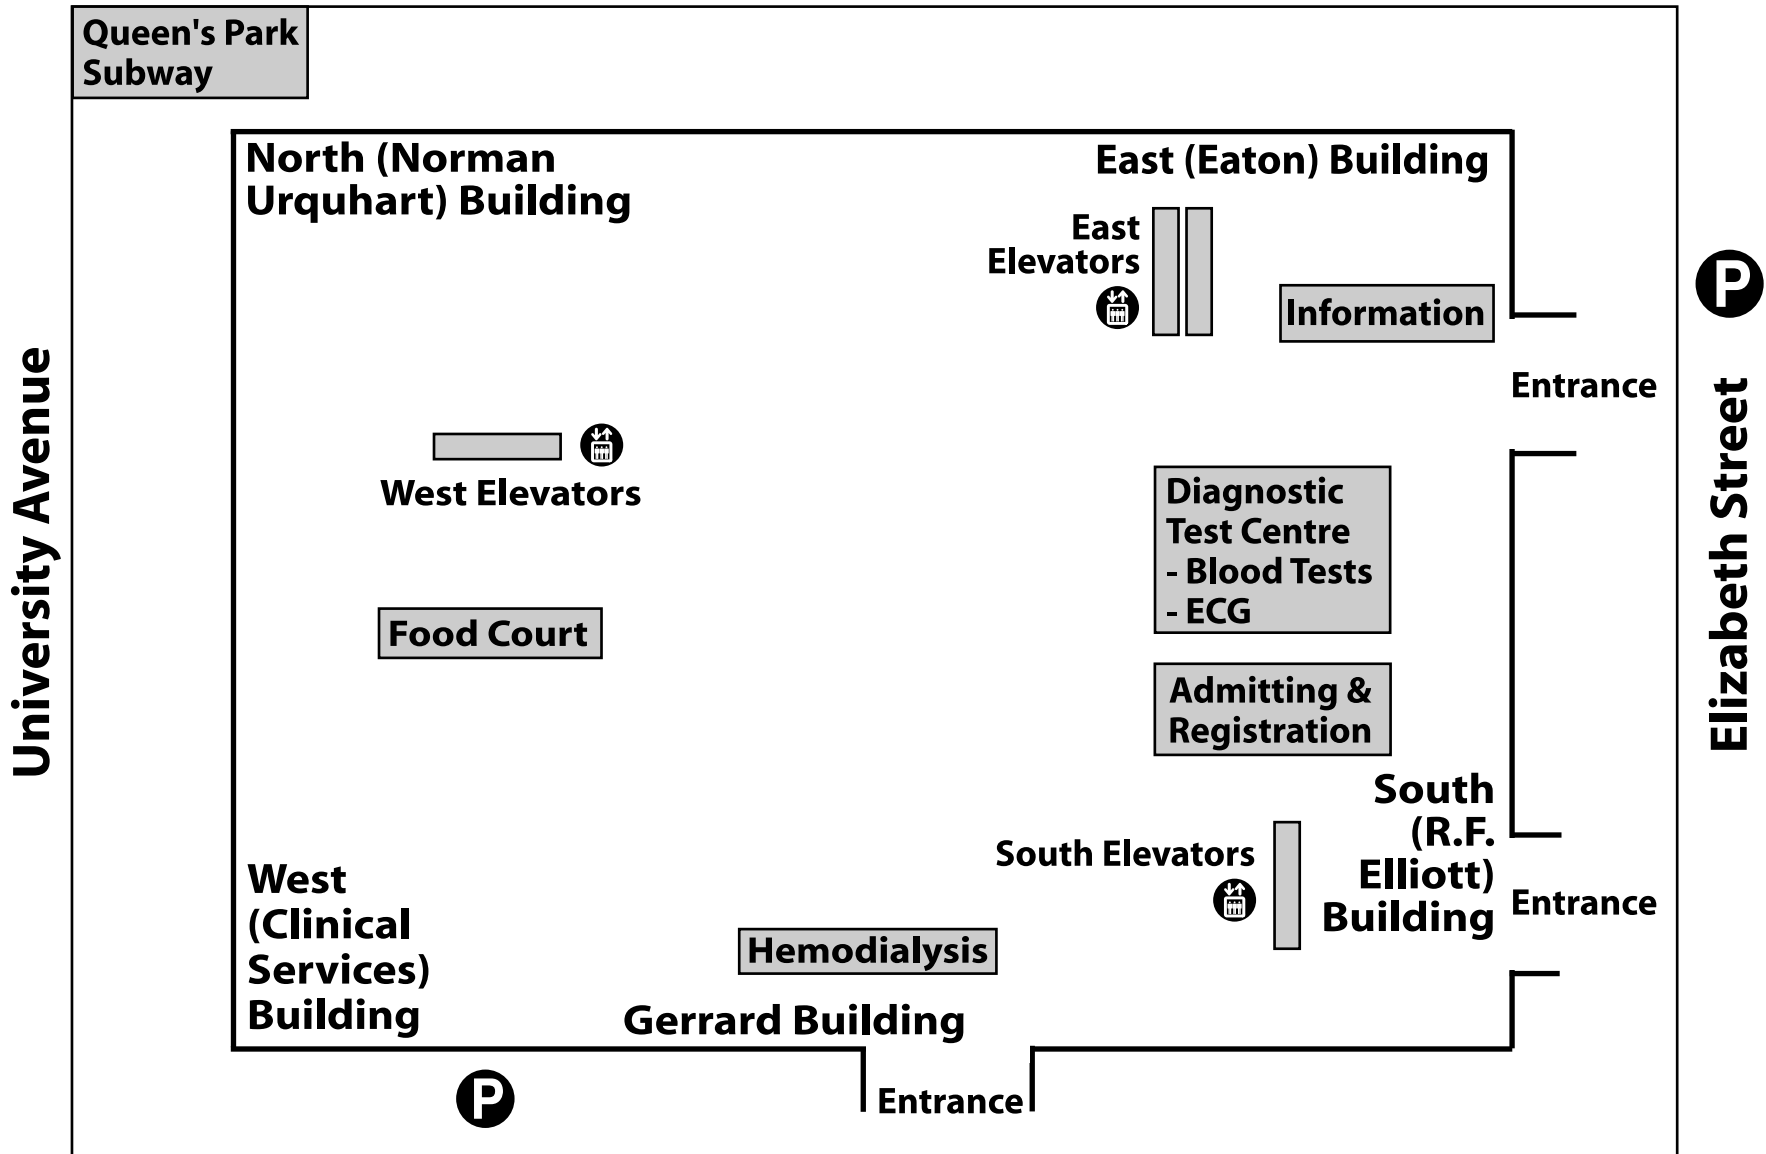 Queen's Park
Subway
North (Norman
Urquhart) Building
East (Eaton) Building
East
Elevators
Information
P
Entrance
University Avenue
Elizabeth Street
West Elevators
Diagnostic
Test Centre
- Blood Tests
- ECG
Food Court
Admitting &
Registration
South
(R.F.
Elliott)
Building
South Elevators
Entrance
West
(Clinical
Services)
Building
Hemodialysis
Gerrard Building
P
Entrance